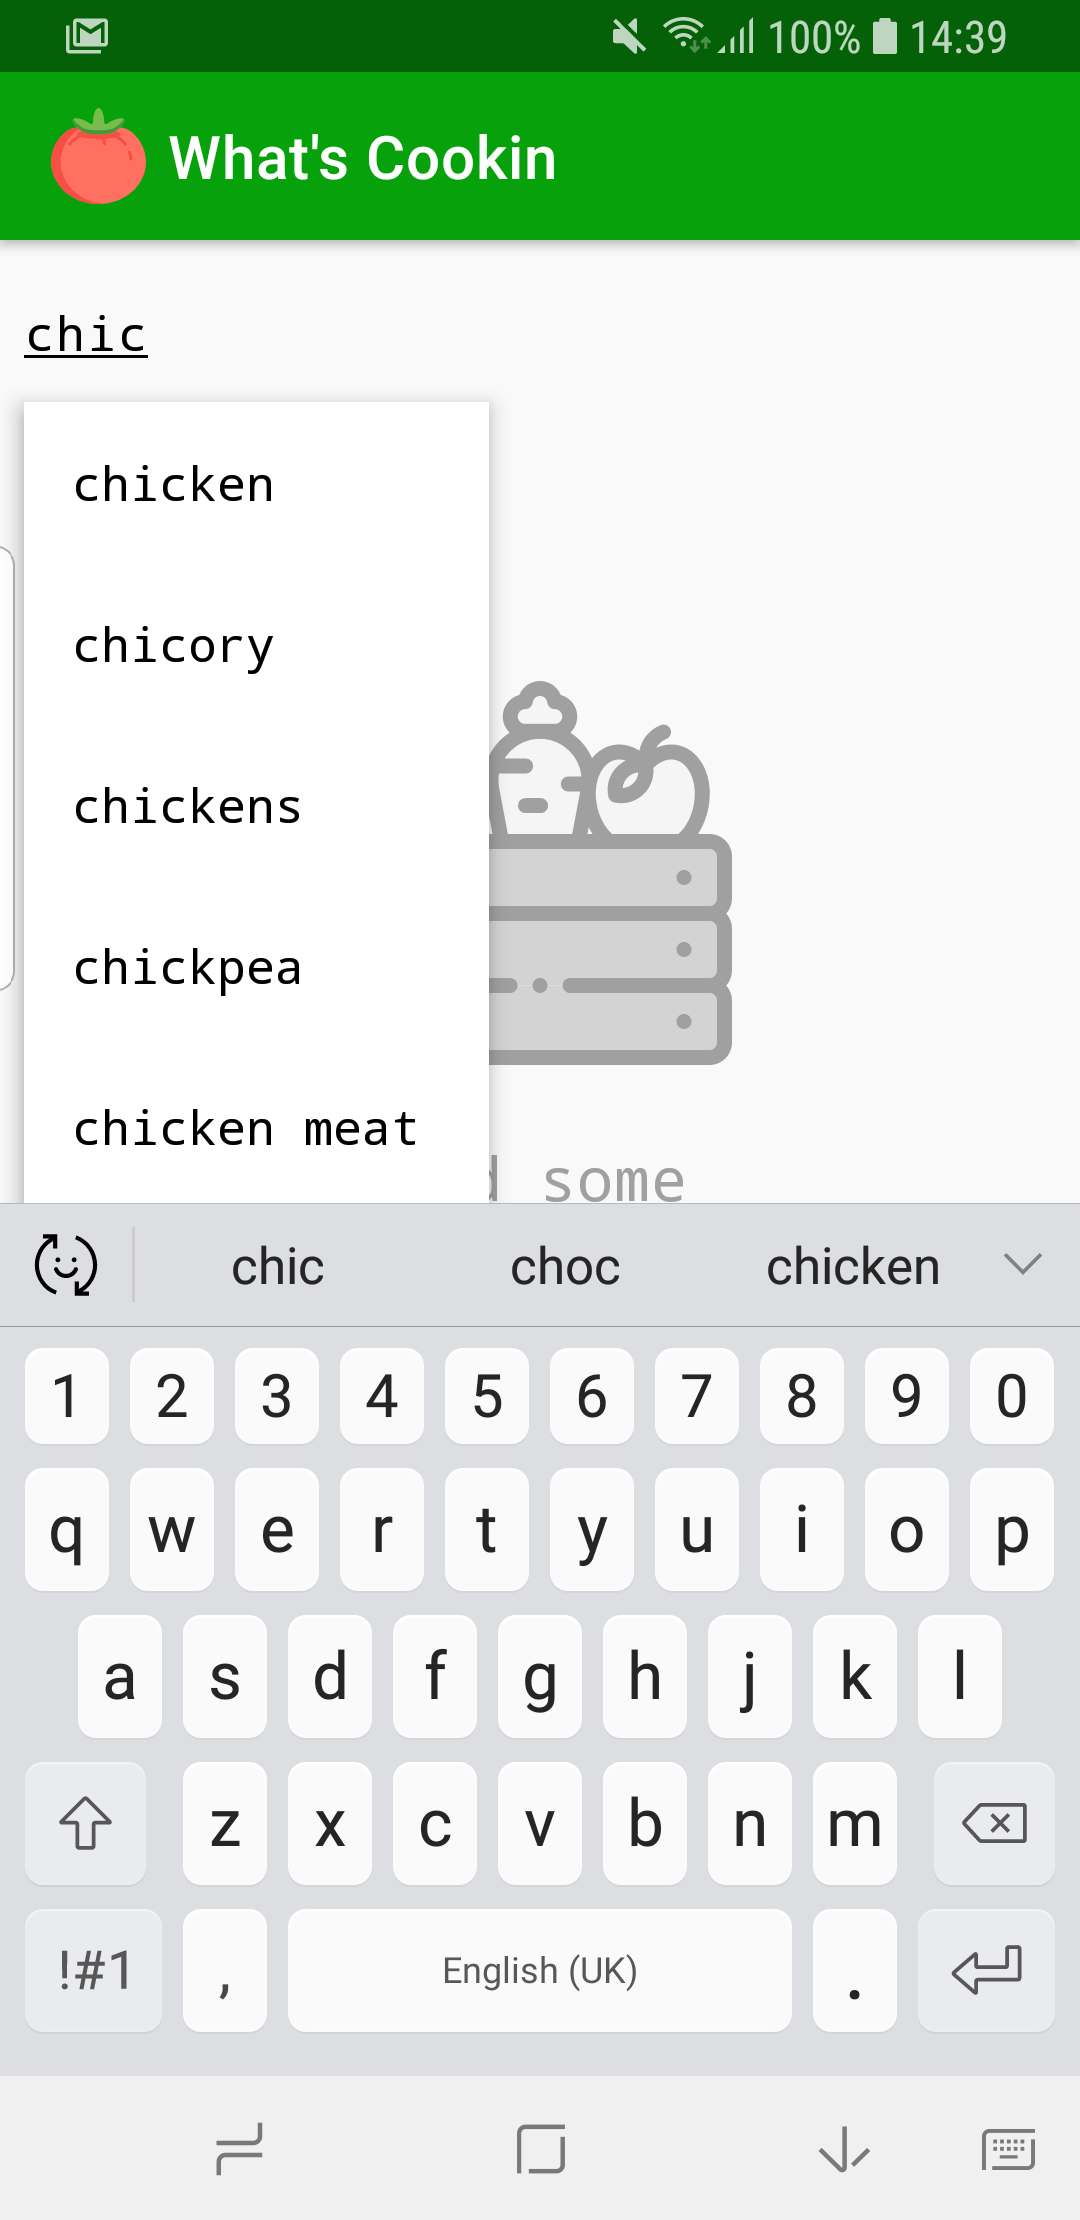 100% 14:39
What's Cookin
chic
chicken
chicory
chickens
chickpea
chicken meat
some
chic choc chicken
1 2 3 4 5 6 7 8 9 0
q w e r t y u i o p
a s d f g h j k l
z x c v b n m
!#1 , English (UK) .